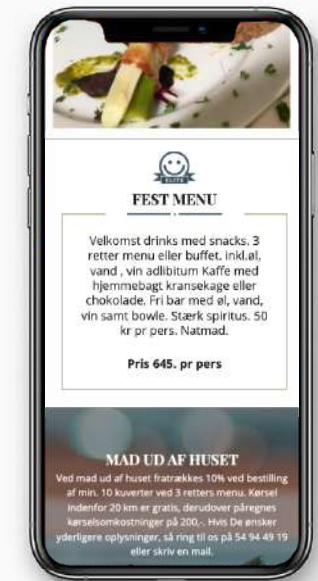 ELITE
FEST MENU
Velkomst drinks med snacks. 3
retter menu eller buffet. inkl.øl,
vand , vin adlibitum Kaffe med
hjemmebagt kransekage eller
chokolade. Fri bar med øl, vand,
vin samt bowle. Stærk spiritus. 50
kr pr pers. Natmad.
Pris 645. pr pers
MAD UD AF HUSET
Ved mad ud af huset fratrækkes 10% ved bestilling
af min. 10 kuverter ved 3 retters menu. Kørsel
indenfor 20 km er gratis, derudover påregnes
kørselsomkostninger på 200,-. Hvis De ønsker
yderligere oplysninger, så ring til os på 54 94 49 19
eller skriv en mail.